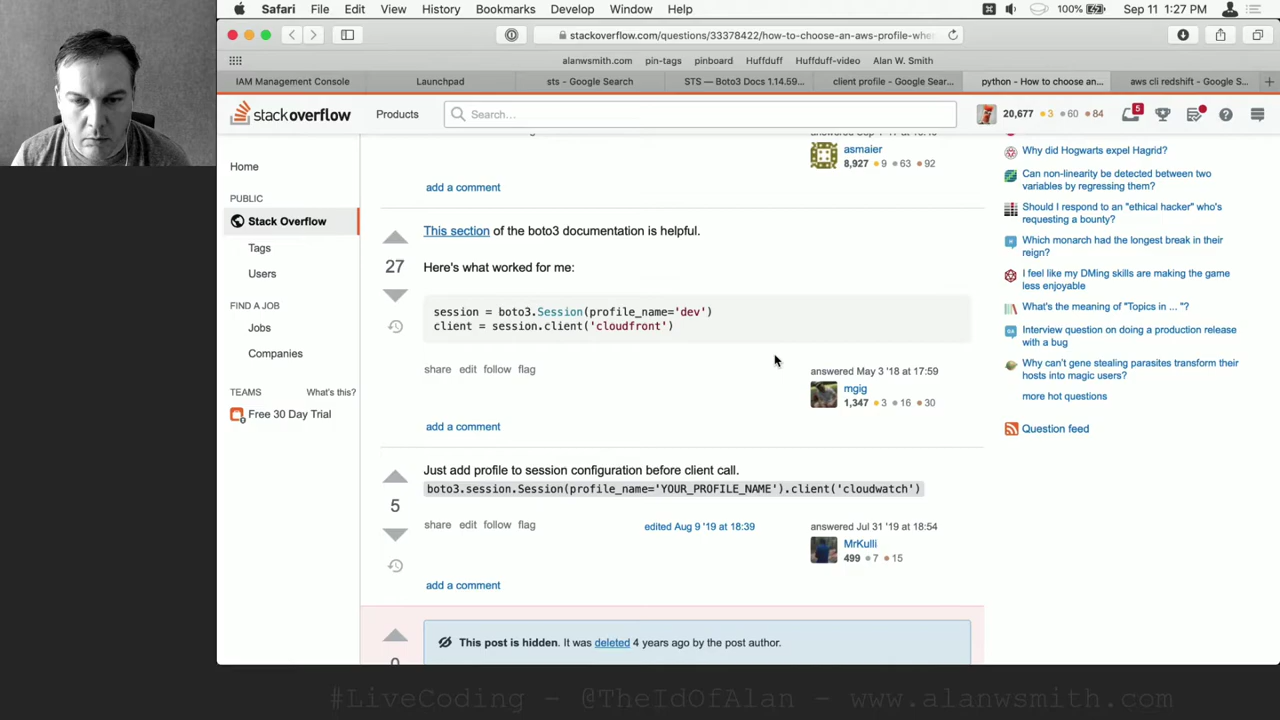 Safari File Edit View History Bookmarks Develop Window Help 100% Sep 11 1:27 PM
stackoverflow.com/questions/33378422/how-to-choose-an-aws-profile-whe
alanwsmith.com pin-tags pinboard Huffduff Huffduff-video Alan W. Smith
IAM Management Console Launchpad sts - Google Search STS — Boto3 Docs 1.14.59... client profile - Google Sear... python - How to choose an... aws cli redshift - Google S... +
stackoverflow Products Search... 20,677 3 60 84 5
Home
PUBLIC
Stack Overflow
Tags
Users
FIND A JOB
Jobs
Companies
TEAMS What's this?
Free 30 Day Trial
asmaier
8,927 9 63 92
add a comment
27
This section of the boto3 documentation is helpful.
Here's what worked for me:
session = boto3.Session(profile_name='dev')
client = session.client('cloudfront')
share edit follow flag
answered May 3 '18 at 17:59
mgig
1,347 3 16 30
add a comment
5
Just add profile to session configuration before client call.
boto3.session.Session(profile_name='YOUR_PROFILE_NAME').client('cloudwatch')
share edit follow flag
edited Aug 9 '19 at 18:39
answered Jul 31 '19 at 18:54
MrKulli
499 7 15
add a comment
0
This post is hidden. It was deleted 4 years ago by the post author.
Why did Hogwarts expel Hagrid?
Can non-linearity be detected between two
variables by regressing them?
Should I respond to an "ethical hacker" who's
requesting a bounty?
Which monarch had the longest break in their
reign?
I feel like my DMing skills are making the game
less enjoyable
What's the meaning of "Topics in ... "?
Interview question on doing a production release
with a bug
Why can't gene stealing parasites transform their
hosts into magic users?
more hot questions
Question feed
#LiveCoding - @TheIdOfAlan - www.alanwsmith.com